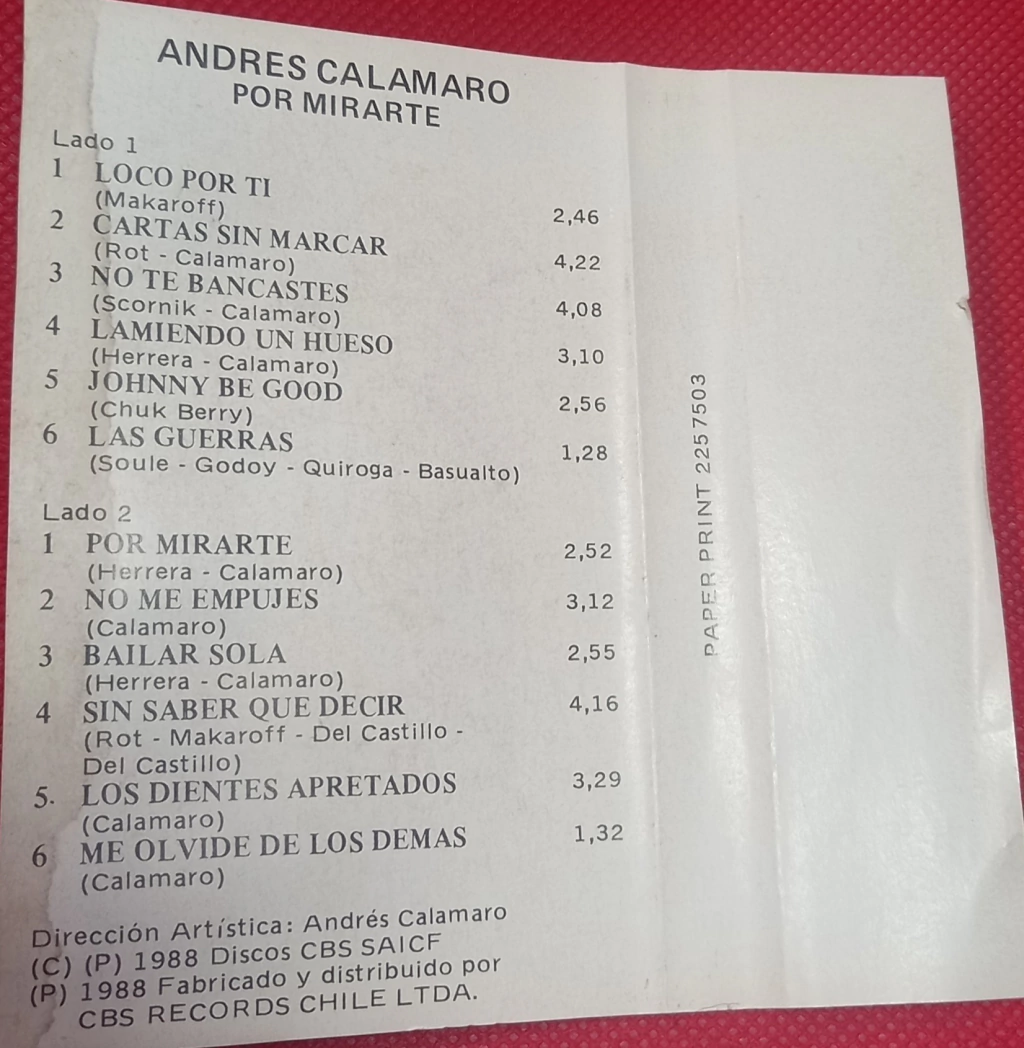 ANDRES CALAMARO
POR MIRARTE
Lado 1
1 LOCO POR TI
(Makaroff) 2,46
2 CARTAS SIN MARCAR
(Rot - Calamaro) 4,22
3 NO TE BANCASTES
(Scornik - Calamaro) 4,08
4 LAMIENDO UN HUESO
(Herrera - Calamaro) 3,10
5 JOHNNY BE GOOD
(Chuk Berry) 2,56
6 LAS GUERRAS 1,28
(Soule - Godoy - Quiroga - Basualto)
Lado 2
1 POR MIRARTE 2,52
(Herrera - Calamaro)
2 NO ME EMPUJES 3,12
(Calamaro)
3 BAILAR SOLA 2,55
(Herrera - Calamaro)
4 SIN SABER QUE DECIR 4,16
(Rot - Makaroff - Del Castillo -
Del Castillo)
5. LOS DIENTES APRETADOS 3,29
(Calamaro)
6 ME OLVIDE DE LOS DEMAS 1,32
(Calamaro)
Dirección Artística: Andrés Calamaro
(C) (P) 1988 Discos CBS SAICF
(P) 1988 Fabricado y distribuido por
CBS RECORDS CHILE LTDA.
PAPER PRINT 2257503